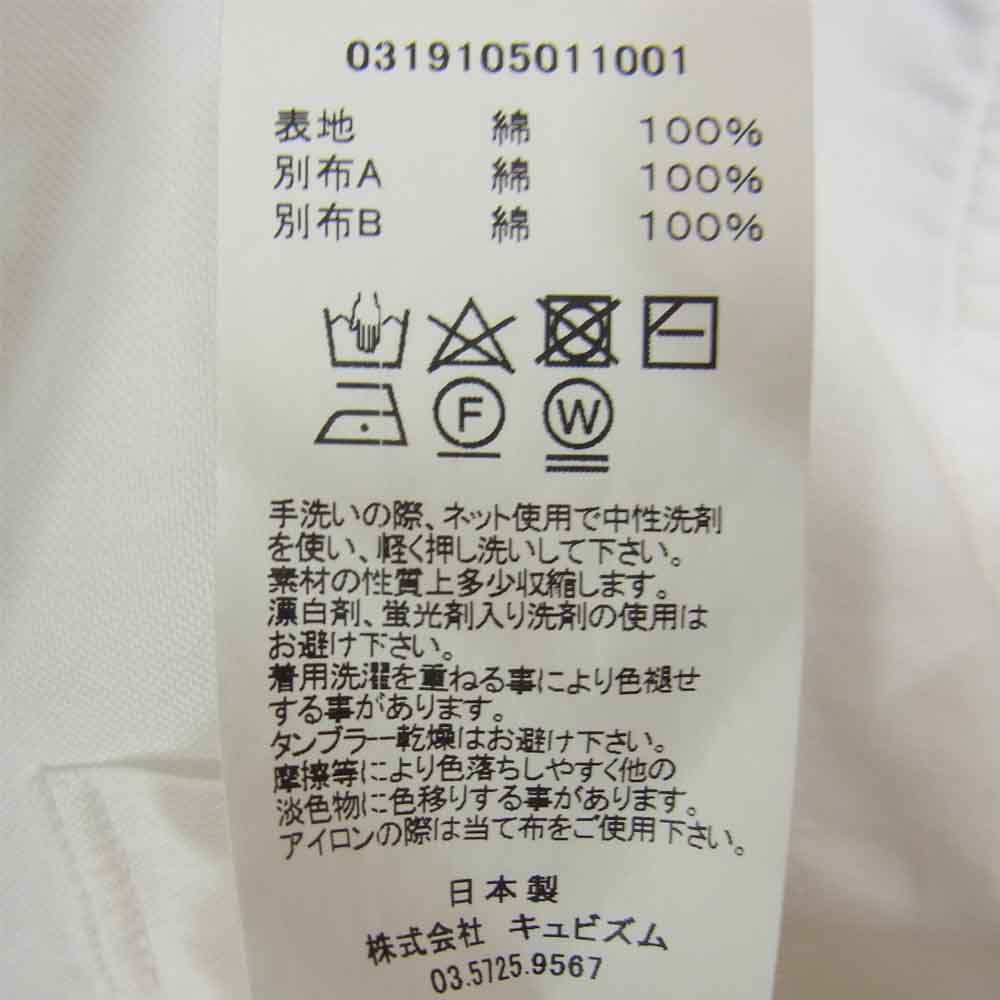 0319105011001
表地 綿 100%
別布A 綿 100%
別布B 綿 100%
F W
手洗いの際、ネット使用で中性洗剤
を使い、軽く押し洗いして下さい。
素材の性質上多少収縮します。
漂白剤、蛍光剤入り洗剤の使用は
お避け下さい。
着用洗濯を重ねる事により色褪せ
する事があります。
タンブラー乾燥はお避け下さい。
摩擦等により色落ちしやすく他の
淡色物に色移りする事があります。
アイロンの際は当て布をご使用下さい。
日本製
株式会社 キュビズム
03.5725.9567